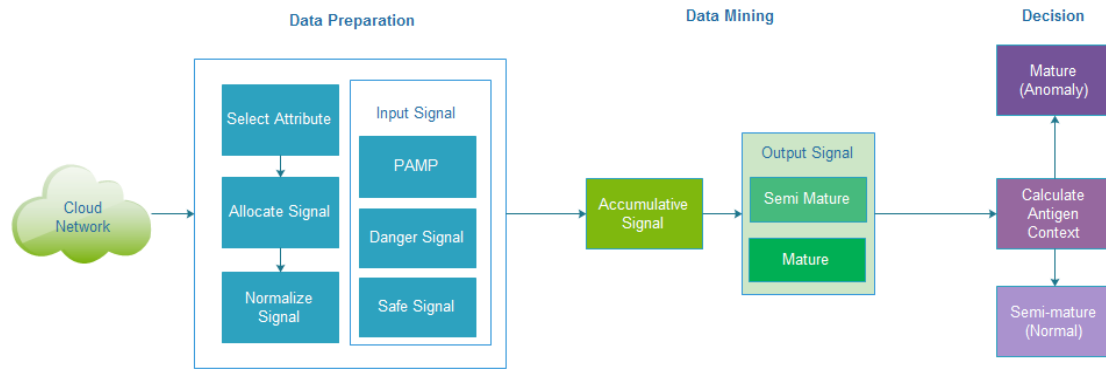 Data Preparation
Data Mining
Decision
Cloud
Network
Select Attribute
Allocate Signal
Normalize
Signal
Input Signal
PAMP
Danger Signal
Safe Signal
Accumulative
Signal
Output Signal
Semi Mature
Mature
Mature
(Anomaly)
Calculate
Antigen
Context
Semi-mature
(Normal)